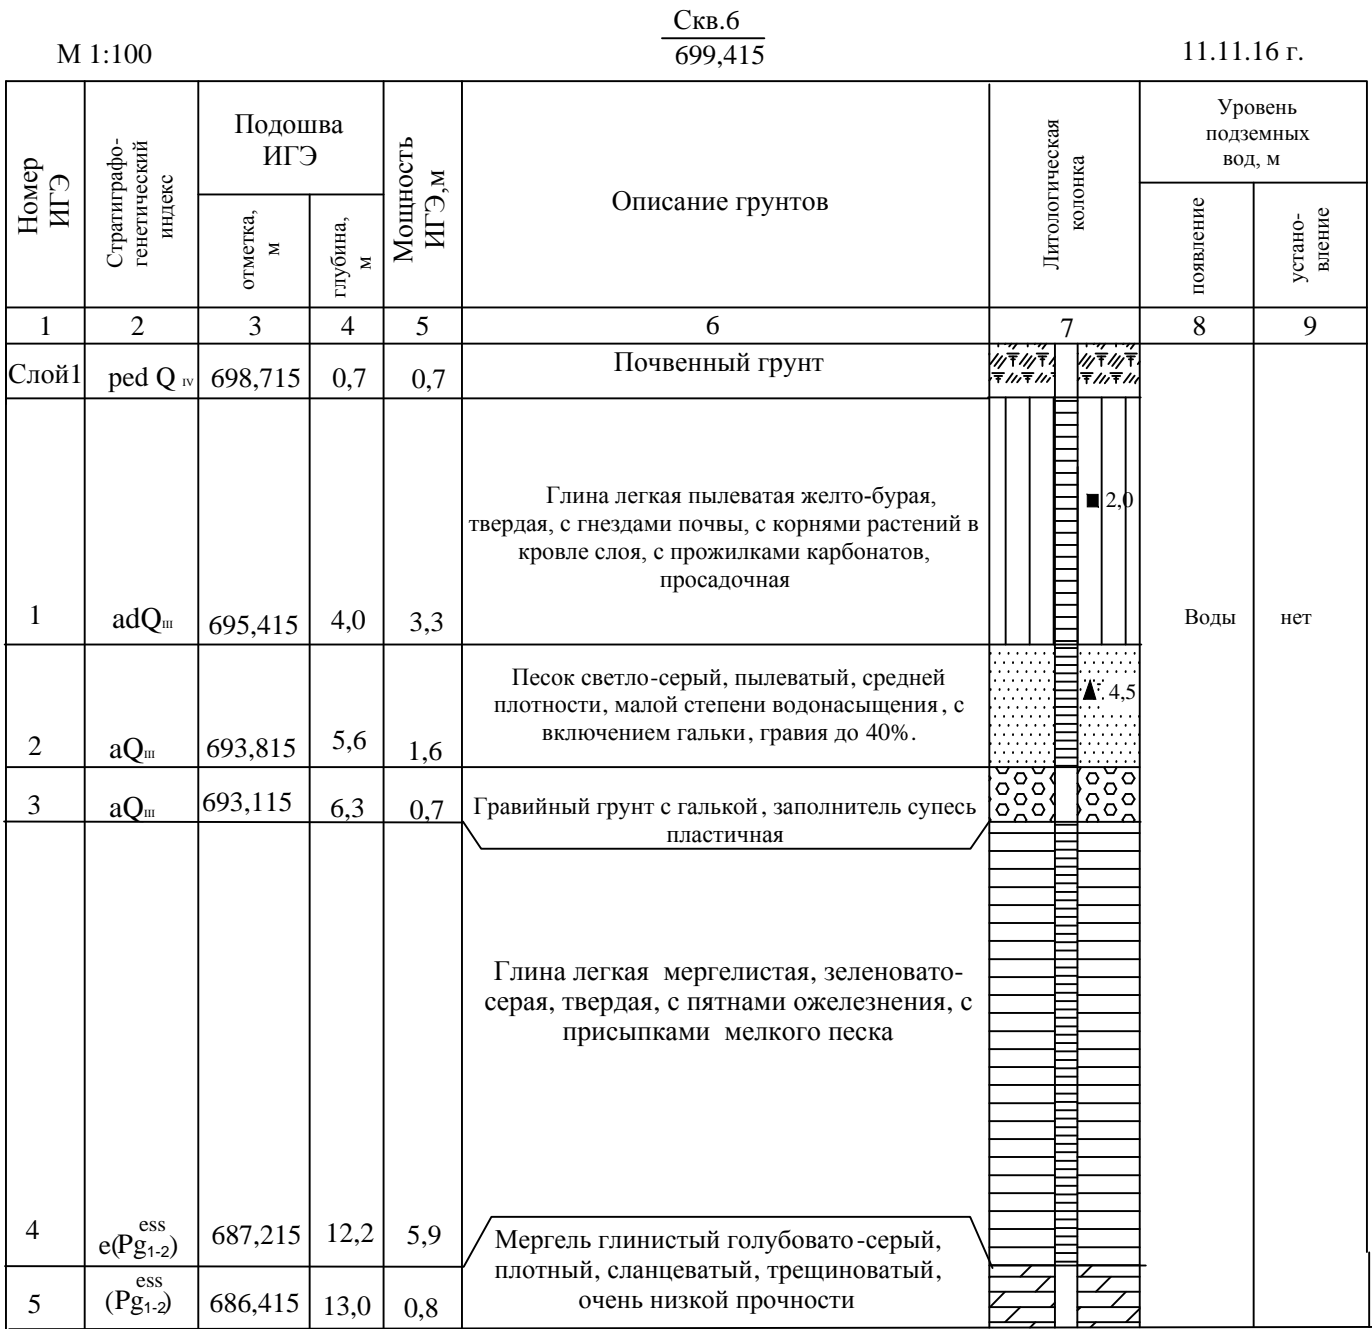 Скв.6
М 1:100
699,415
11.11.16 г.
Номер
ИГЭ
Стратиграфо-
генетический
индекс
Подошва
ИГЭ
отметка,
м
глубина,
м
Мощность
ИГЭ,м
Описание грунтов
Литологическая
колонка
Уровень
подземных
вод, м
появление
устано-
вление
1 2 3 4 5 6 7 8 9
Слой1 ped Q IV 698,715 0,7 0,7
Почвенный грунт
Глина легкая пылеватая желто-бурая,
твердая, с гнездами почвы, с корнями растений в
кровле слоя, с прожилками карбонатов,
просадочная
2,0
1 adQIII 695,415 4,0 3,3
Воды нет
Песок светло-серый, пылеватый, средней
плотности, малой степени водонасыщения, с
включением гальки, гравия до 40%.
4,5
2 aQIII 693,815 5,6 1,6
3 aQIII 693,115 6,3 0,7
Гравийный грунт с галькой, заполнитель супесь
пластичная
Глина легкая мергелистая, зеленовато-
серая, твердая, с пятнами ожелезнения, с
присыпками мелкого песка
4 e(Pg1-2) ess 687,215 12,2 5,9
Мергель глинистый голубовато-серый,
плотный, сланцеватый, трещиноватый,
очень низкой прочности
5 (Pg1-2) ess 686,415 13,0 0,8